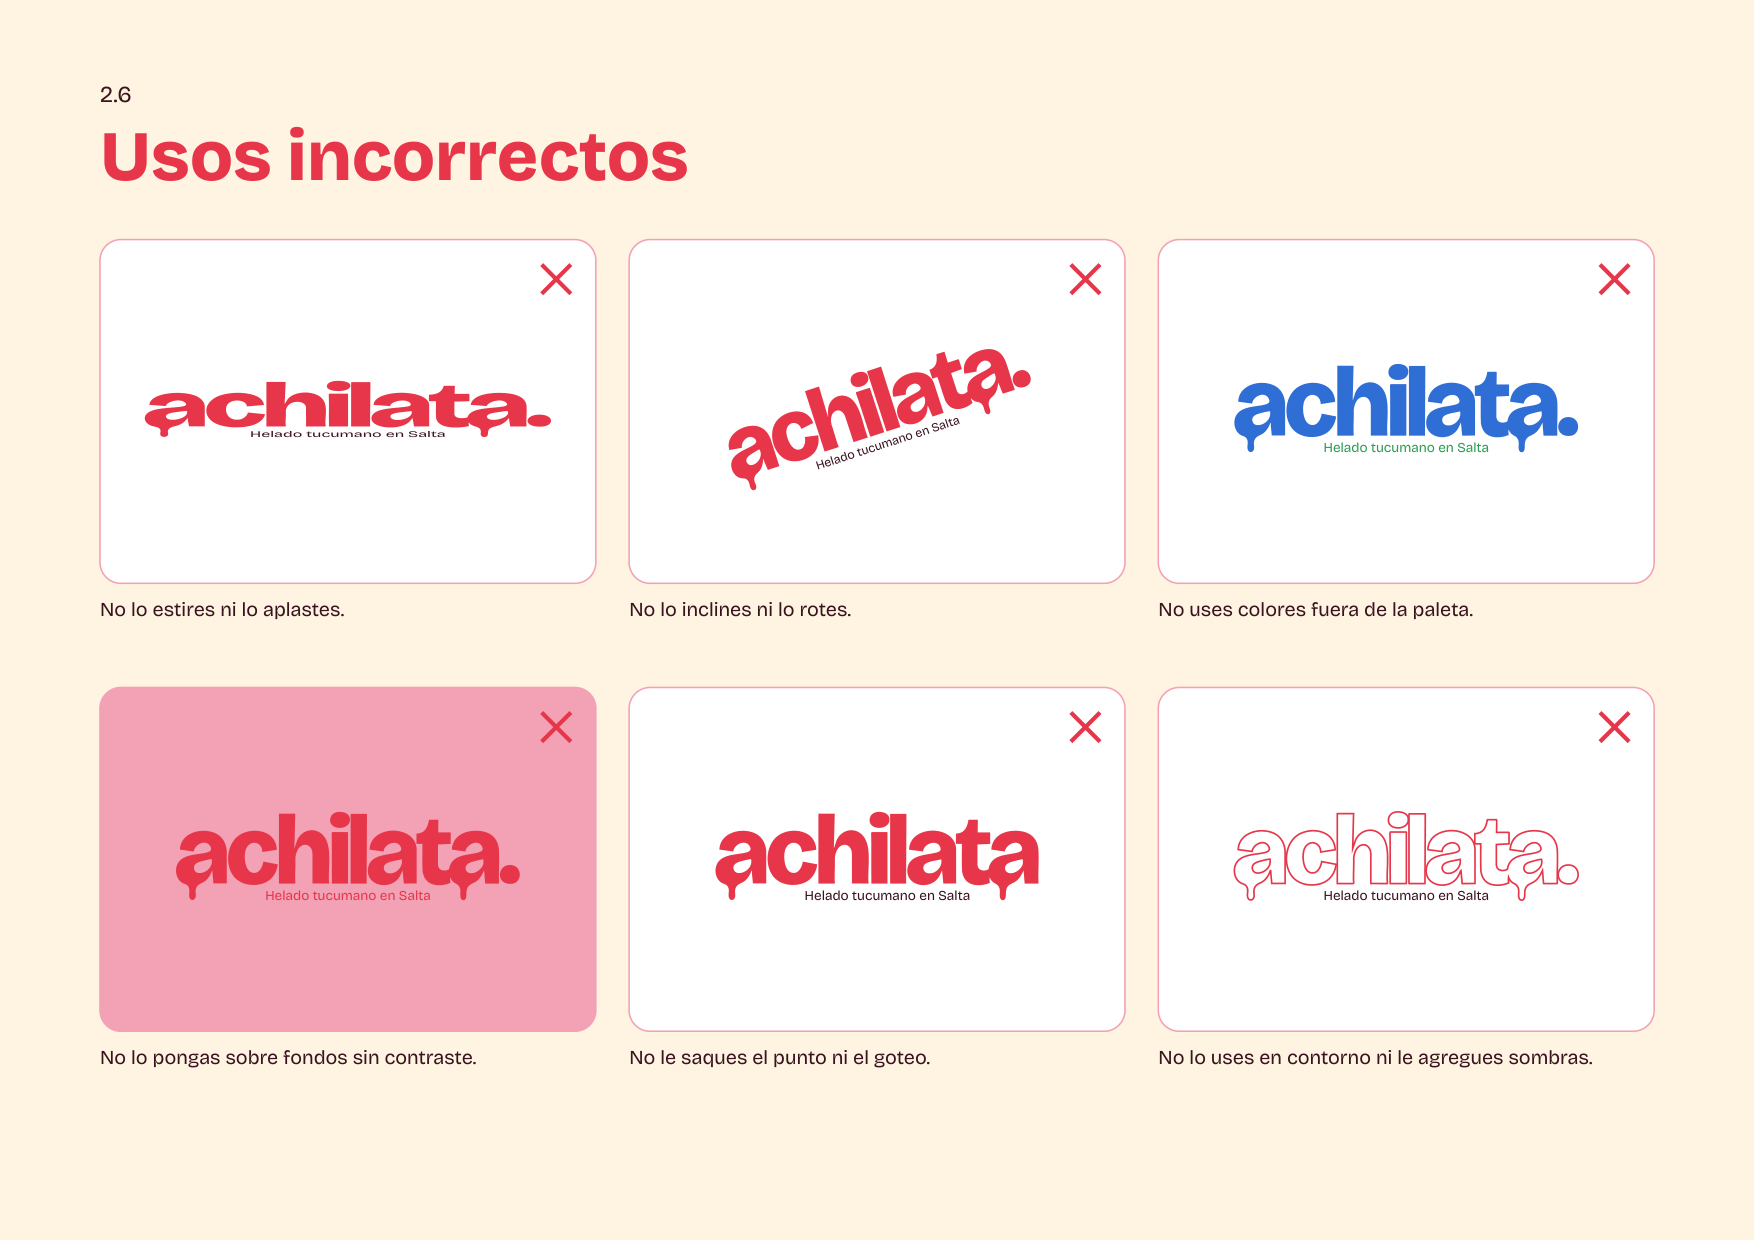 2.6
Usos incorrectos
achilata.
Helado tucumano en Salta
achilata.
Helado tucumano en Salta
achilata.
Helado tucumano en Salta
No lo estires ni lo aplastes.
No lo inclines ni lo rotes.
No uses colores fuera de la paleta.
achilata.
Helado tucumano en Salta
achilata
Helado tucumano en Salta
achilata.
Helado tucumano en Salta
No lo pongas sobre fondos sin contraste.
No le saques el punto ni el goteo.
No lo uses en contorno ni le agregues sombras.